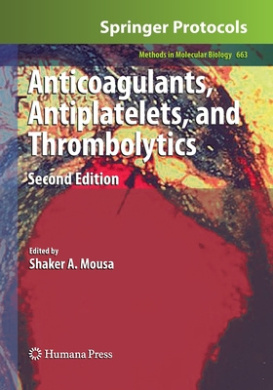 Springer Protocols
Methods in Molecular Biology 663
Anticoagulants,
Antiplatelets, and
Thrombolytics
Second Edition
Edited by
Shaker A. Mousa
Humana Press